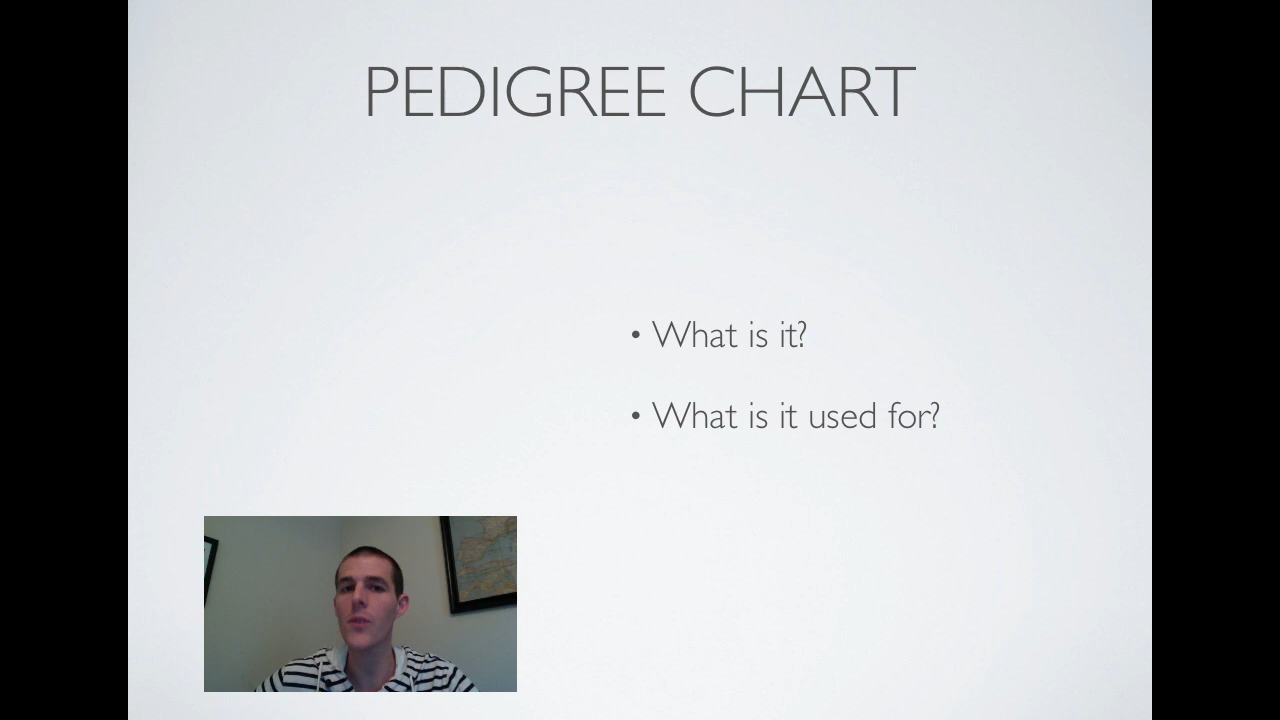 PEDIGREE CHART
• What is it?
• What is it used for?